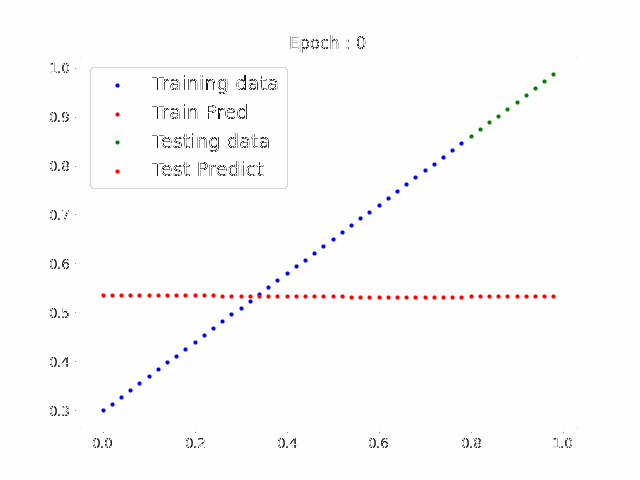 Epoch : 0
Training data
Train Pred
Testing data
Test Predict
1.0
0.9
0.8
0.7
0.6
0.5
0.4
0.3
0.0 0.2 0.4 0.6 0.8 1.0